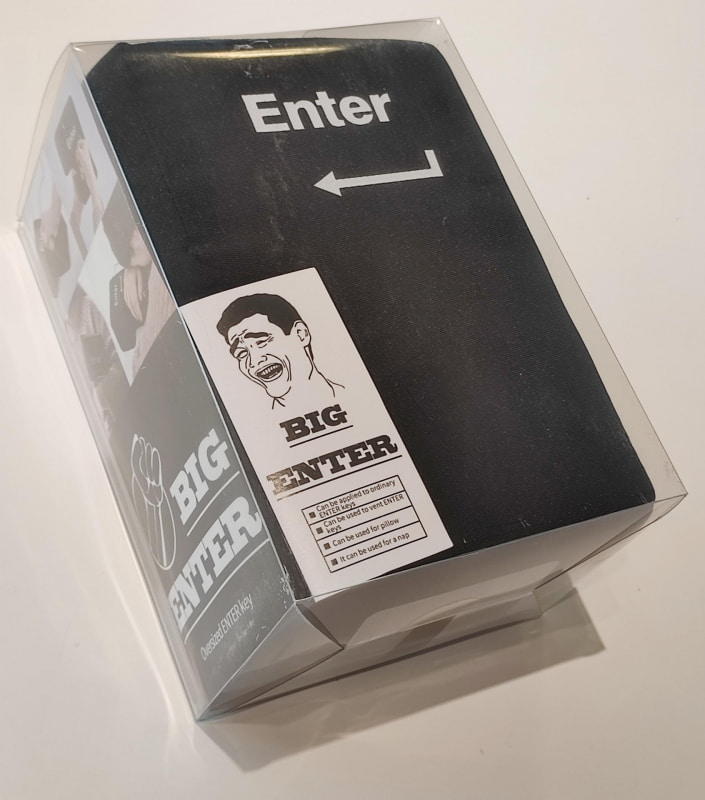 Enter
BIG
ENTER
Can be applied to ordinary
ENTER keys
Can be used to vent ENTER
keys
Can be used for pillow
It can be used for a nap
BIG
ENTER
Oversized ENTER key